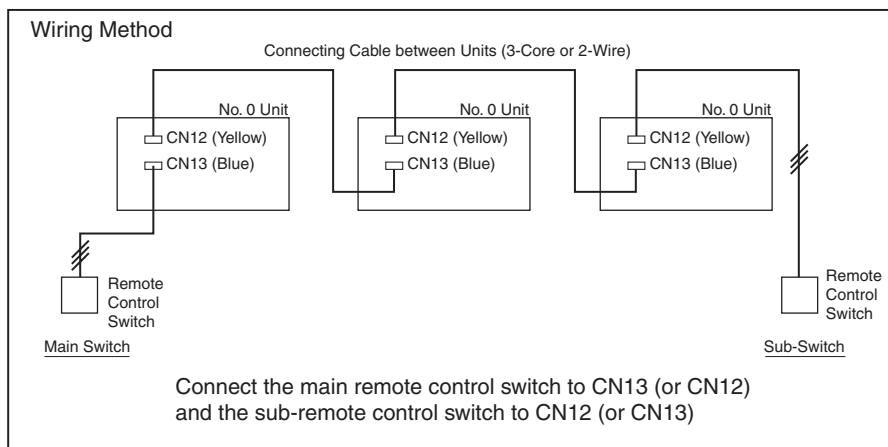 Wiring Method
Connecting Cable between Units (3-Core or 2-Wire)
No. 0 Unit
CN12 (Yellow)
CN13 (Blue)
No. 0 Unit
CN12 (Yellow)
CN13 (Blue)
No. 0 Unit
CN12 (Yellow)
CN13 (Blue)
Remote
Control
Switch
Main Switch
Remote
Control
Switch
Sub-Switch
Connect the main remote control switch to CN13 (or CN12)
and the sub-remote control switch to CN12 (or CN13)